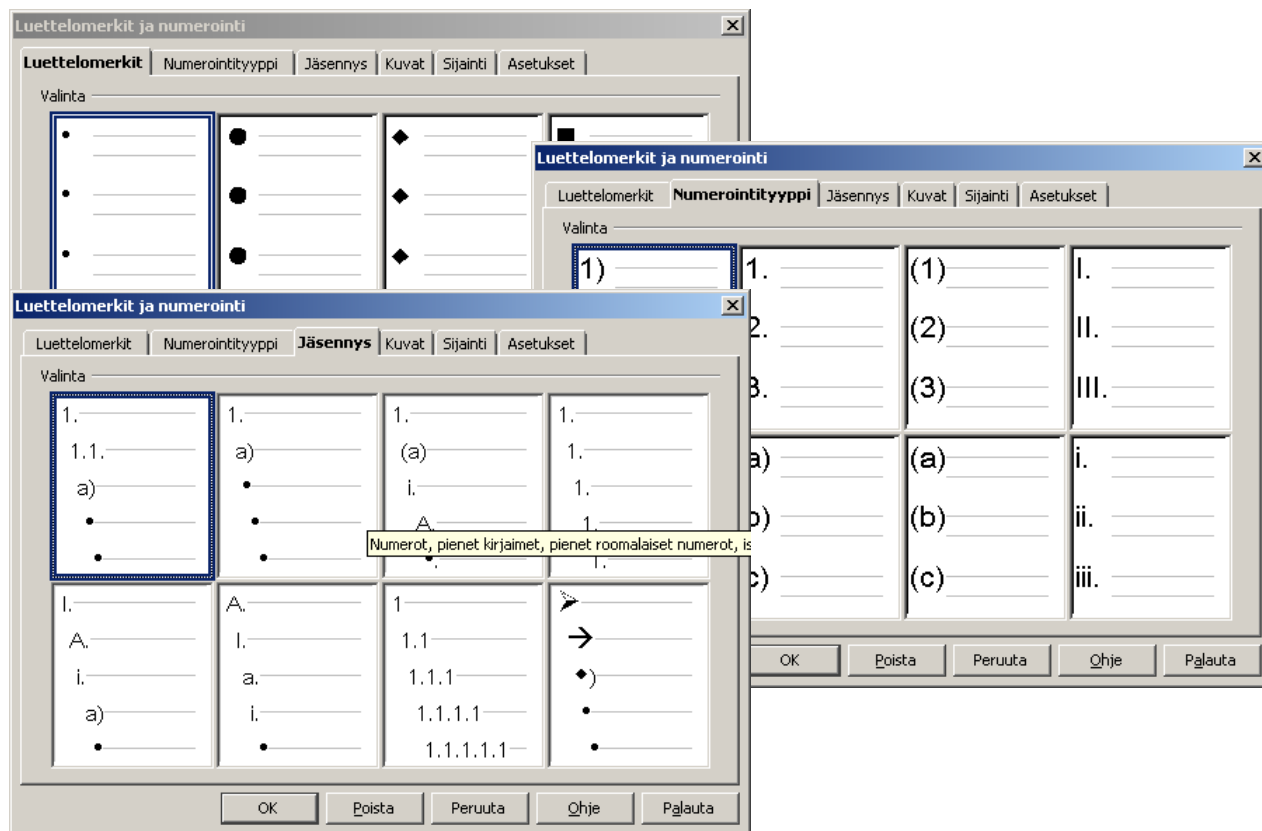 Luettelomerkit ja numerointi
Luettelomerkit Numerointityyppi Jäsennys Kuvat Sijainti Asetukset
Valinta
Luettelomerkit ja numerointi
Luettelomerkit Numerointityyppi Jäsennys Kuvat Sijainti Asetukset
Valinta
1) 1. (1) I.
2. (2) II.
3. (3) III.
a) (a) i.
b) (b) ii.
c) (c) iii.
OK Poista Peruuta Ohje Palauta
Luettelomerkit ja numerointi
Luettelomerkit Numerointityyppi Jäsennys Kuvat Sijainti Asetukset
Valinta
1. 1. 1. 1.
1.1. a) (a) 1.
a) i. 1.
A. 1.
Numerot, pienet kirjaimet, pienet roomalaiset numerot, is
1.
I. A. 1
A. I. 1.1
i. a. 1.1.1 )
a) i. 1.1.1.1
1.1.1.1.1
OK Poista Peruuta Ohje Palauta